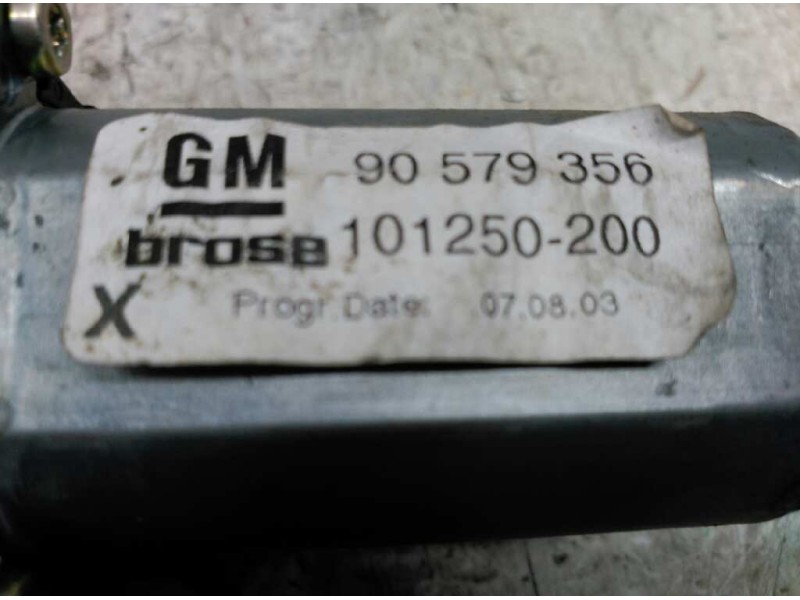 GM 90 579 356
brose 101250-200
X Progr. Date: 07.08.03